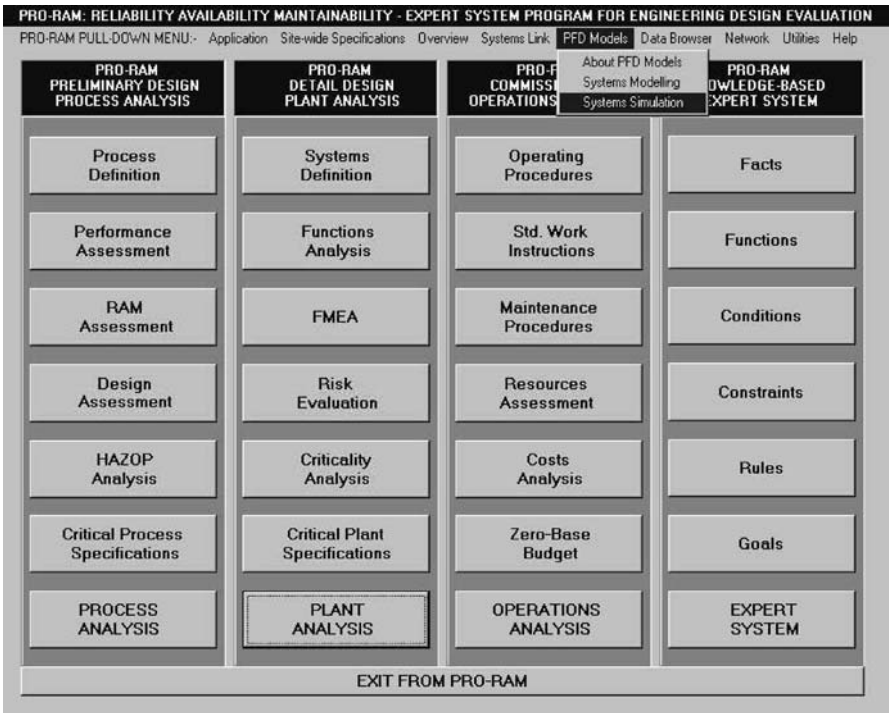 PRO-RAM: RELIABILITY AVAILABILITY MAINTAINABILITY - EXPERT SYSTEM PROGRAM FOR ENGINEERING DESIGN EVALUATION
PRO-RAM PULL-DOWN MENU:- Application Site-wide Specifications Overview Systems Link PFD Models Data Browser Network Utilities Help
About PFD Models
Systems Modelling
Systems Simulation
PRO-RAM
PRELIMINARY DESIGN
PROCESS ANALYSIS
PRO-RAM
DETAIL DESIGN
PLANT ANALYSIS
PRO-F
COMMISSI
OPERATIONS
PRO-RAM
OWLEDGE-BASED
EXPERT SYSTEM
Process
Definition
Systems
Definition
Operating
Procedures
Facts
Performance
Assessment
Functions
Analysis
Std. Work
Instructions
Functions
RAM
Assessment
FMEA
Maintenance
Procedures
Conditions
Design
Assessment
Risk
Evaluation
Resources
Assessment
Constraints
HAZOP
Analysis
Criticality
Analysis
Costs
Analysis
Rules
Critical Process
Specifications
Critical Plant
Specifications
Zero-Base
Budget
Goals
PROCESS
ANALYSIS
PLANT
ANALYSIS
OPERATIONS
ANALYSIS
EXPERT
SYSTEM
EXIT FROM PRO-RAM